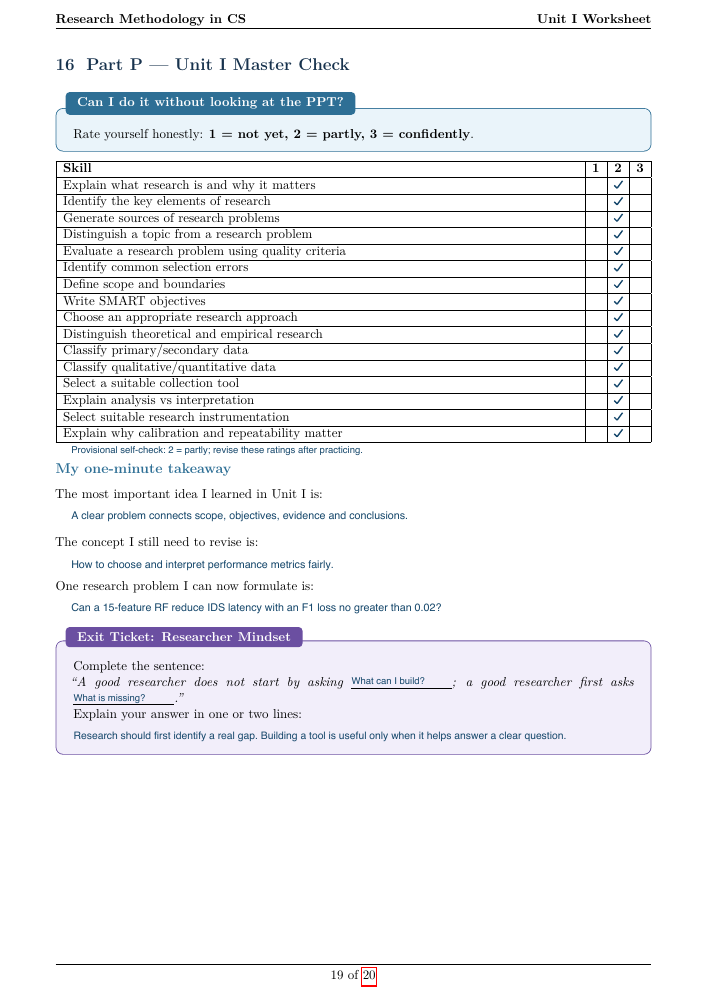 Research Methodology in CS Unit I Worksheet
16 Part P — Unit I Master Check
Can I do it without looking at the PPT?
Rate yourself honestly: 1 = not yet, 2 = partly, 3 = confidently.
Skill 1 2 3
Explain what research is and why it matters ✓
Identify the key elements of research ✓
Generate sources of research problems ✓
Distinguish a topic from a research problem ✓
Evaluate a research problem using quality criteria ✓
Identify common selection errors ✓
Define scope and boundaries ✓
Write SMART objectives ✓
Choose an appropriate research approach ✓
Distinguish theoretical and empirical research ✓
Classify primary/secondary data ✓
Classify qualitative/quantitative data ✓
Select a suitable collection tool ✓
Explain analysis vs interpretation ✓
Select suitable research instrumentation ✓
Explain why calibration and repeatability matter ✓
Provisional self-check: 2 = partly; revise these ratings after practicing.
My one-minute takeaway
The most important idea I learned in Unit I is:
A clear problem connects scope, objectives, evidence and conclusions.
The concept I still need to revise is:
How to choose and interpret performance metrics fairly.
One research problem I can now formulate is:
Can a 15-feature RF reduce IDS latency with an F1 loss no greater than 0.02?
Exit Ticket: Researcher Mindset
Complete the sentence:
“A good researcher does not start by asking What can I build? ; a good researcher first asks
What is missing? .”
Explain your answer in one or two lines:
Research should first identify a real gap. Building a tool is useful only when it helps answer a clear question.
19 of 20